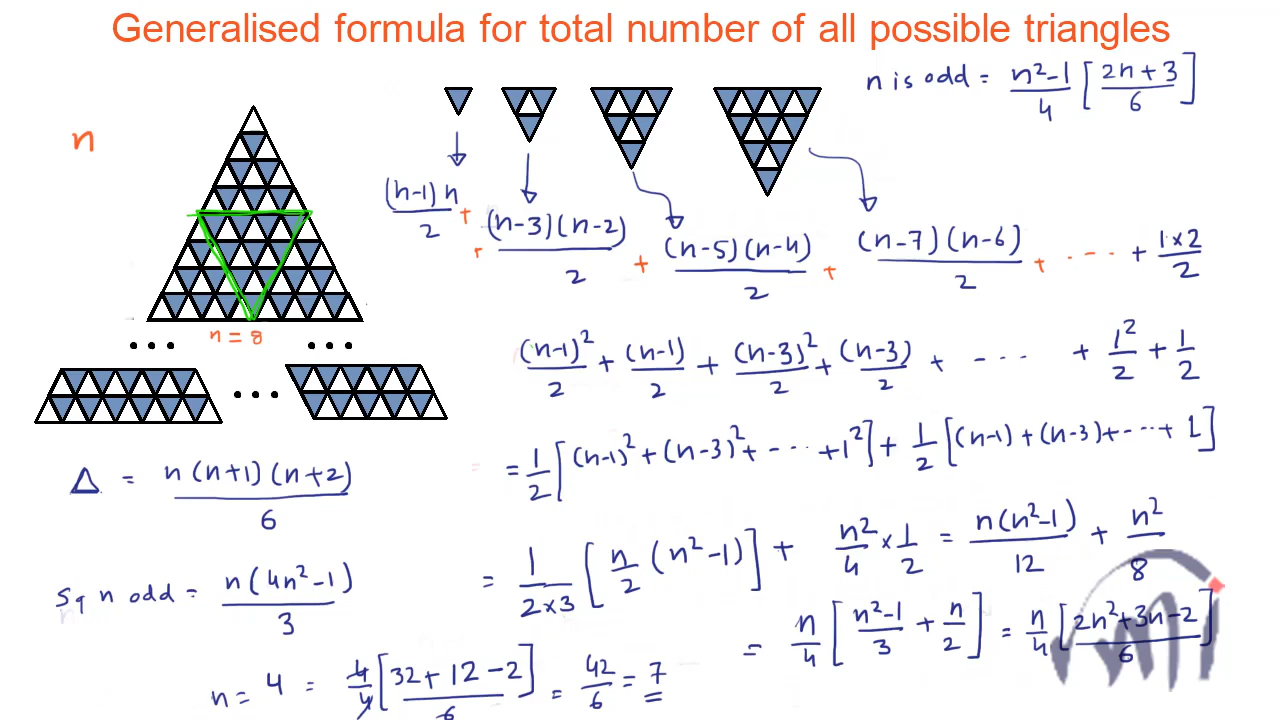 Generalised formula for total number of all possible triangles
n is odd = n²-1/4 [2n+3/6]
n
(n-1)n/2 + (n-3)(n-2)/2 + (n-5)(n-4)/2 + (n-7)(n-6)/2 + ---- + 1×2/2
n = 8
(n-1)²/2 + (n-1)/2 + (n-3)²/2 + (n-3)/2 + ---- + 1²/2 + 1/2
= 1/2 [(n-1)² + (n-3)² + ---- + 1²] + 1/2 [(n-1) + (n-3) + ---- + 1]
Δ = n(n+1)(n+2)/6
= 1/2×3 [n/2 (n²-1)] + n²/4 × 1/2 = n(n²-1)/12 + n²/8
Sq n odd = n(4n²-1)/3
= n/4 [n²-1/3 + n/2] = n/4 [2n²+3n-2/6]
n = 4 = 4/4 [32+12-2/6] = 42/6 = 7